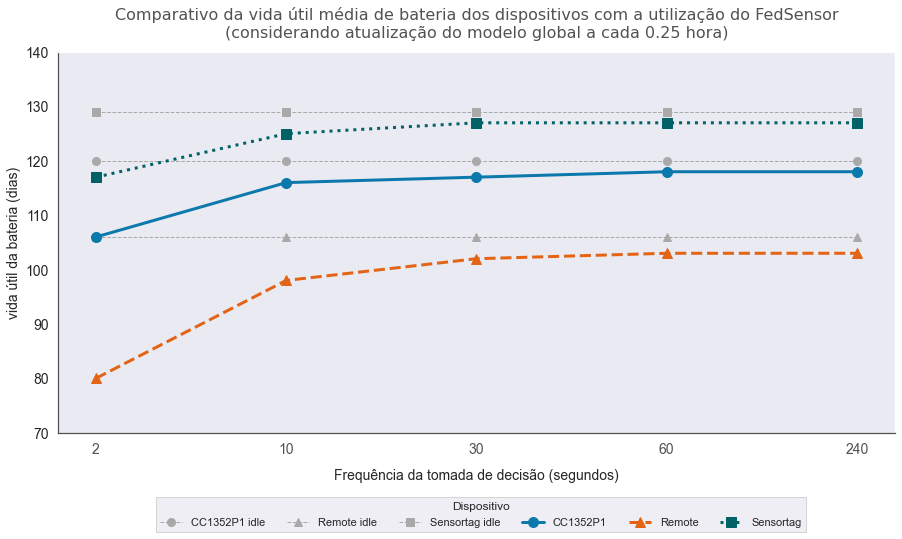 Comparativo da vida útil média de bateria dos dispositivos com a utilização do FedSensor
(considerando atualização do modelo global a cada 0.25 hora)
vida útil da bateria (dias)
140
130
120
110
100
90
80
70
2 10 30 60 240
Frequência da tomada de decisão (segundos)
Dispositivo
CC1352P1 idle Remote idle Sensortag idle CC1352P1 Remote Sensortag